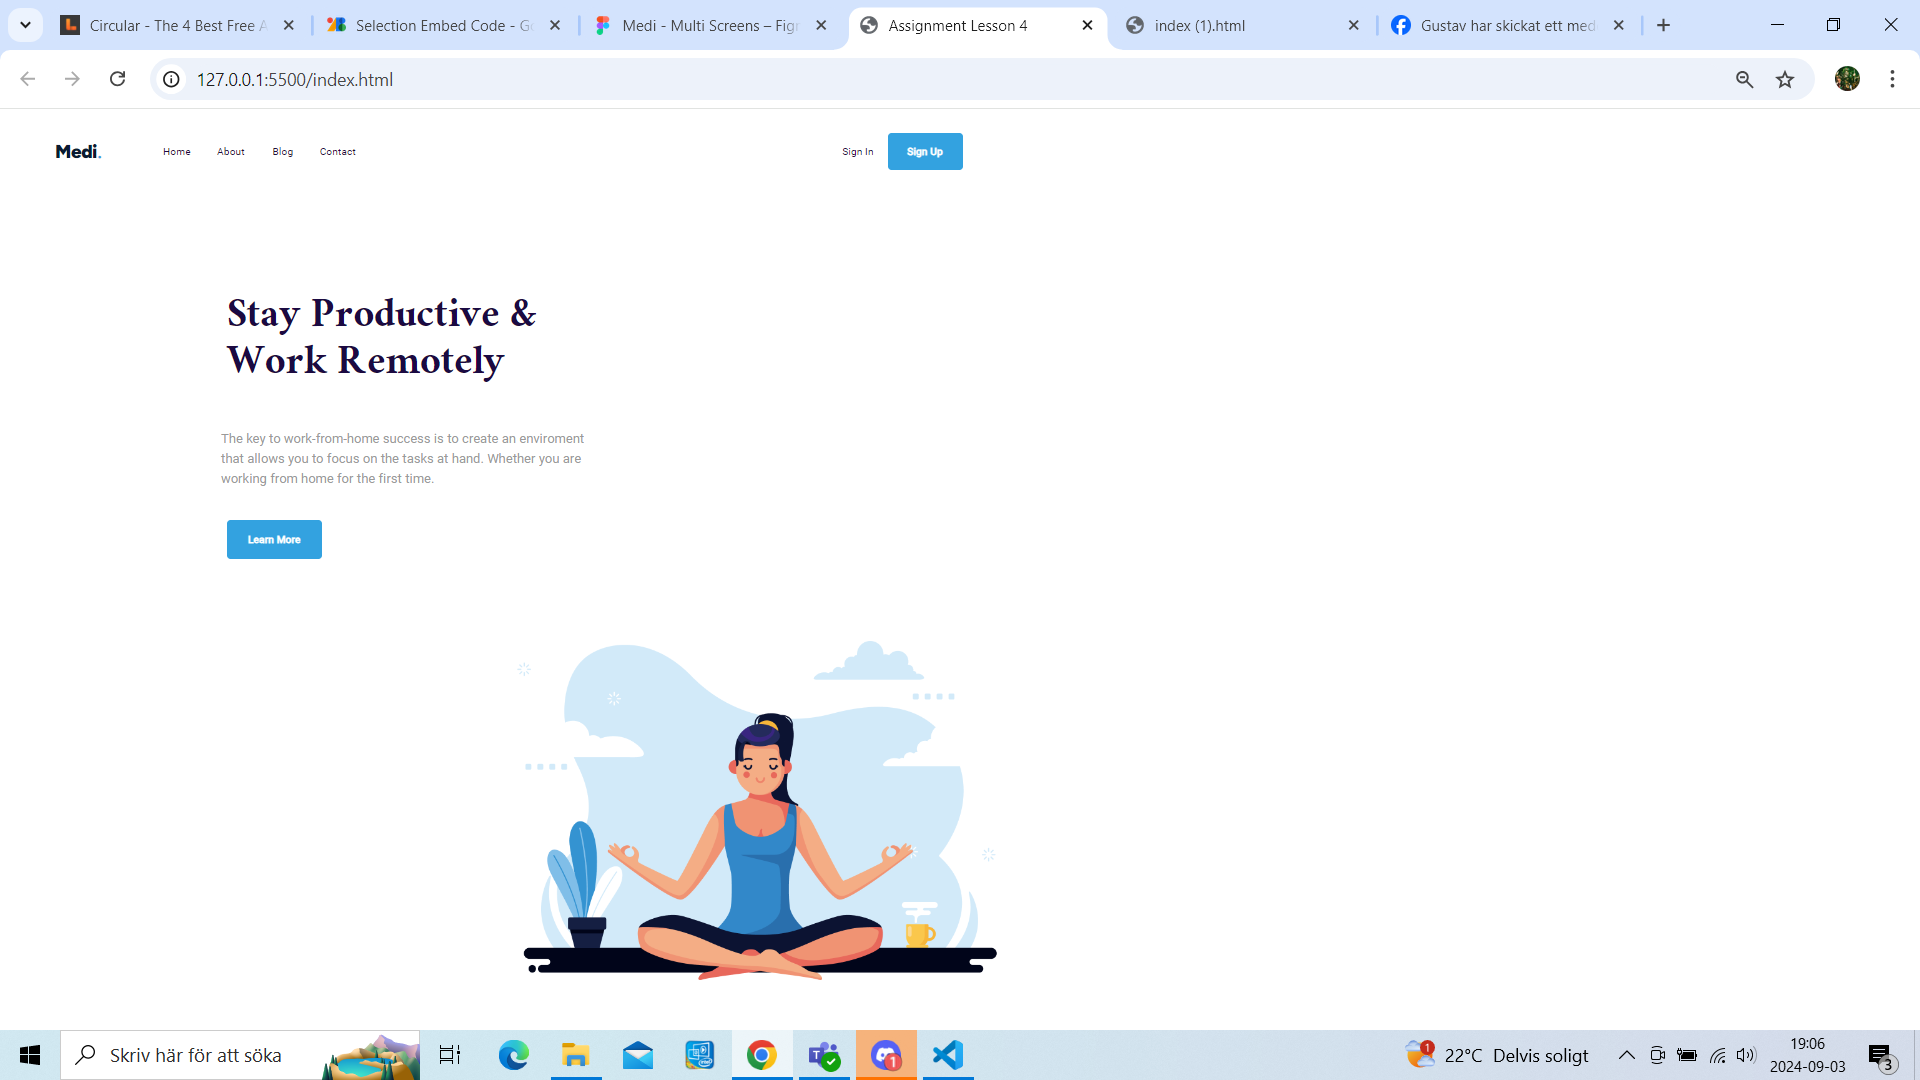 Circular - The 4 Best Free A
Selection Embed Code - Go
Medi - Multi Screens – Figm
Assignment Lesson 4
index (1).html
Gustav har skickat ett med
127.0.0.1:5500/index.html
Medi.
Home
About
Blog
Contact
Sign In
Sign Up
Stay Productive &
Work Remotely
The key to work-from-home success is to create an enviroment
that allows you to focus on the tasks at hand. Whether you are
working from home for the first time.
Learn More
Skriv här för att söka
1
1
22°C Delvis soligt
19:06
2024-09-03
3